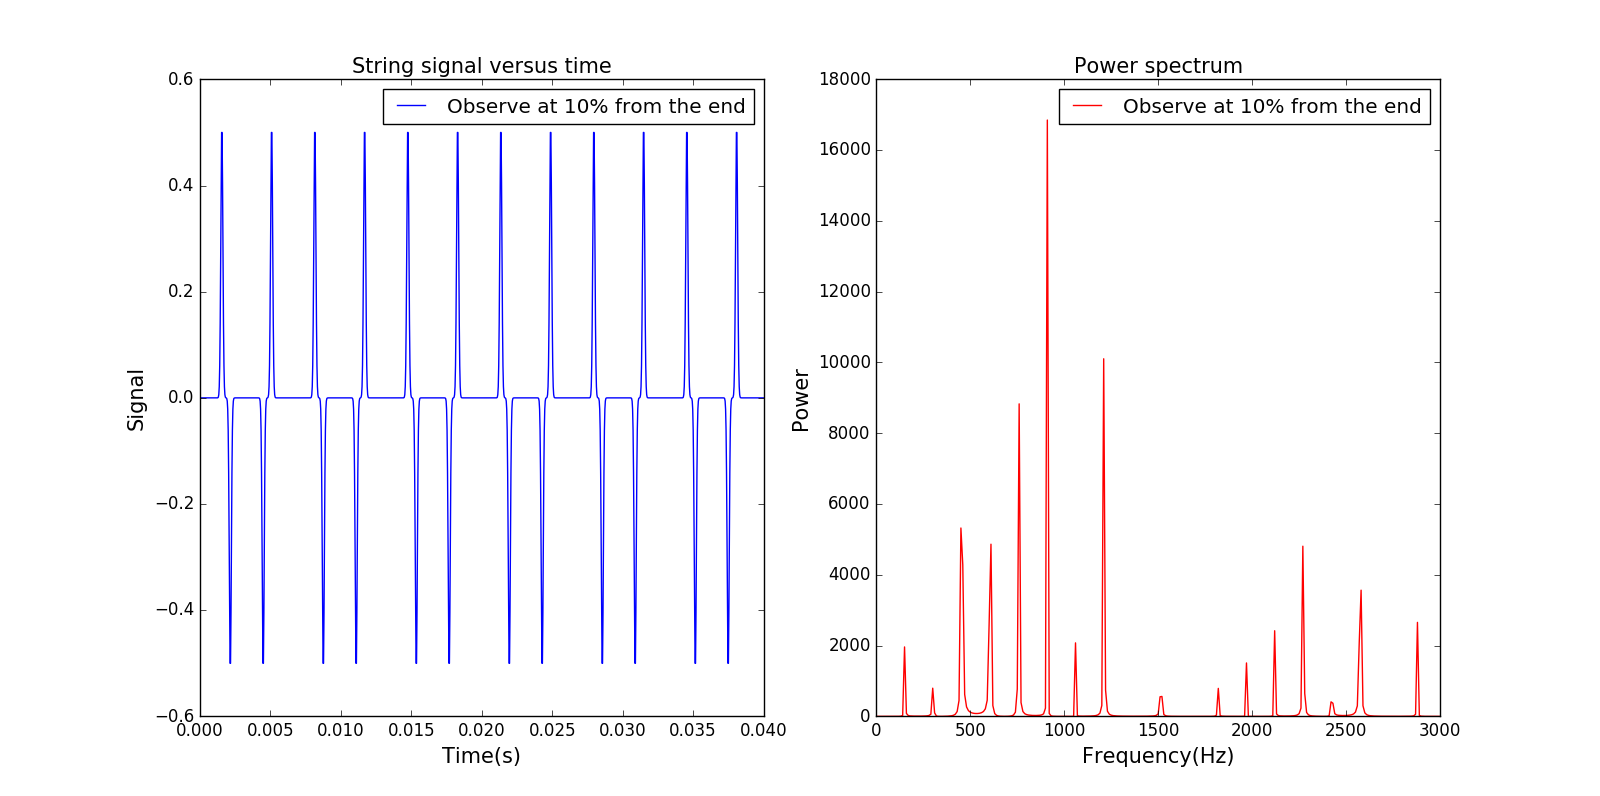 String signal versus time
Observe at 10% from the end
0.6
0.4
0.2
0.0
−0.2
−0.4
−0.6
Signal
0.000 0.005 0.010 0.015 0.020 0.025 0.030 0.035 0.040
Time(s)
Power spectrum
Observe at 10% from the end
18000
16000
14000
12000
10000
8000
6000
4000
2000
0
Power
0 500 1000 1500 2000 2500 3000
Frequency(Hz)